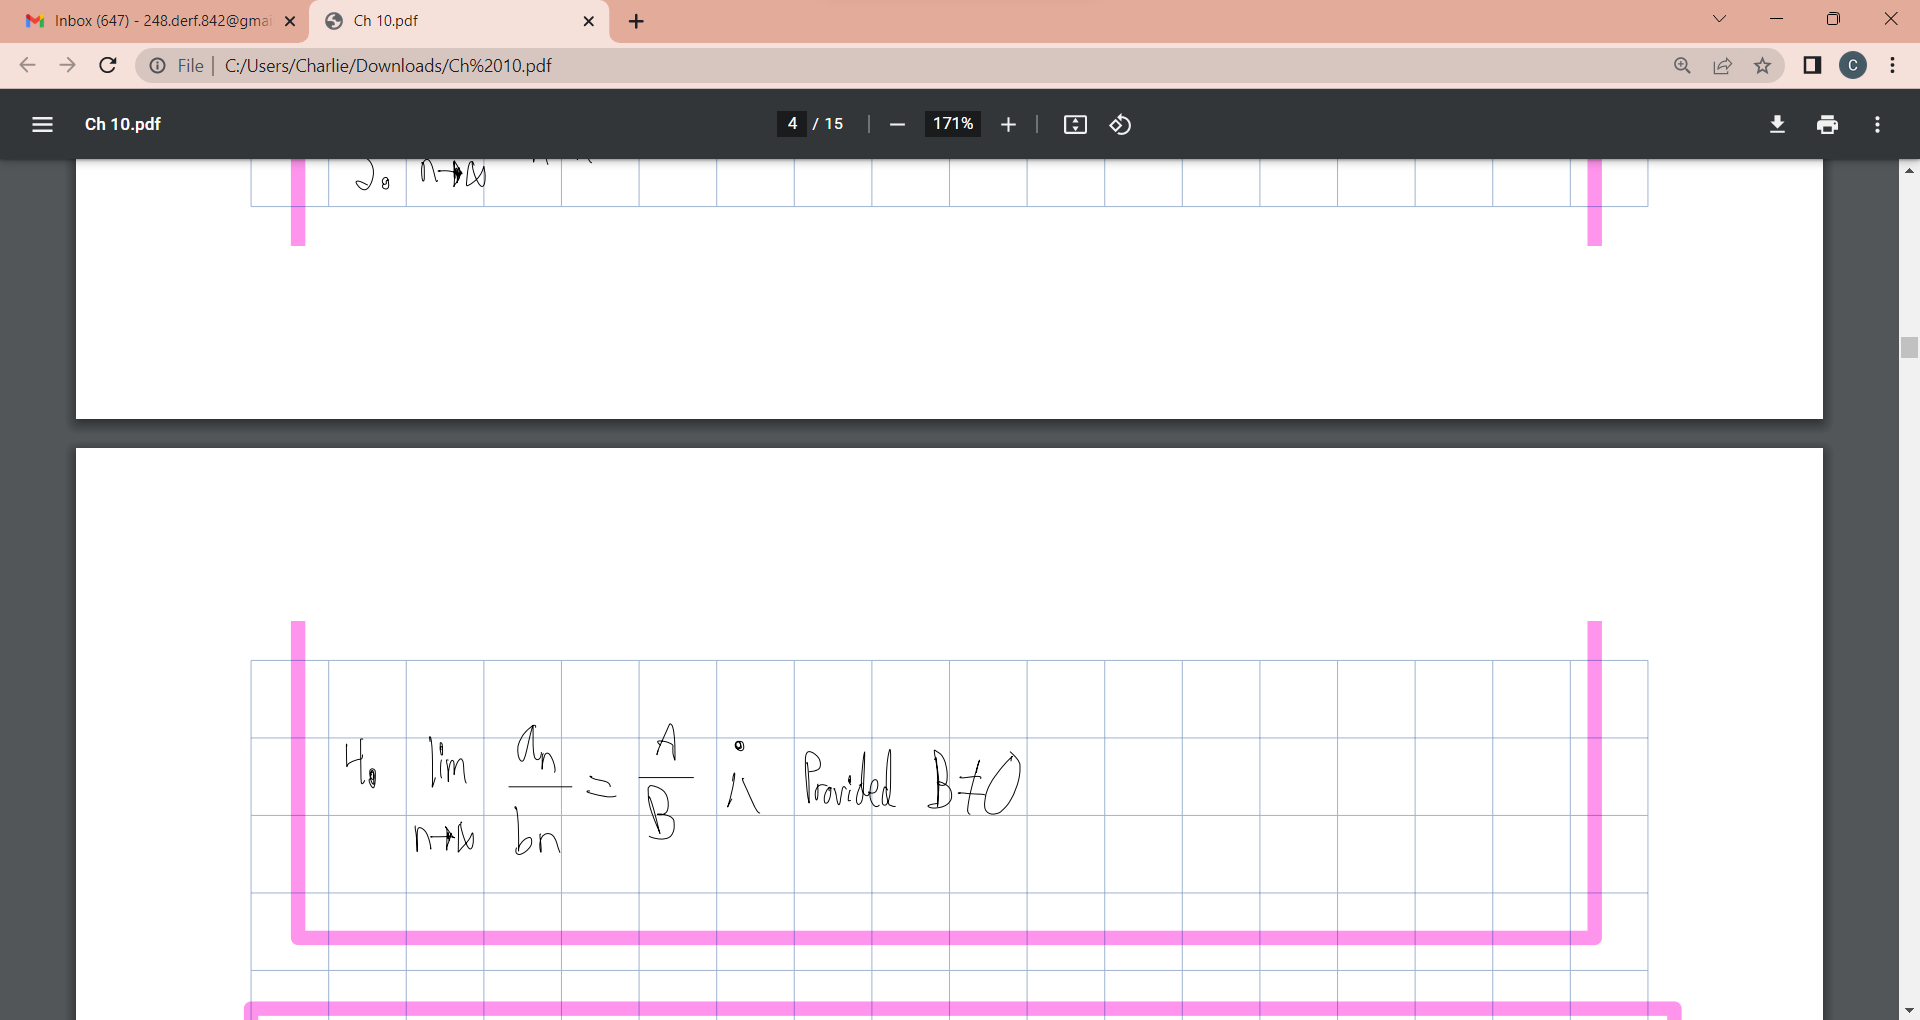 Inbox (647) - 248.derf.842@gmai
Ch 10.pdf
File | C:/Users/Charlie/Downloads/Ch%2010.pdf
C
Ch 10.pdf
4 / 15
171%
2. n→∞
4. lim an/bn = A/B ; Provided B≠0
n→∞